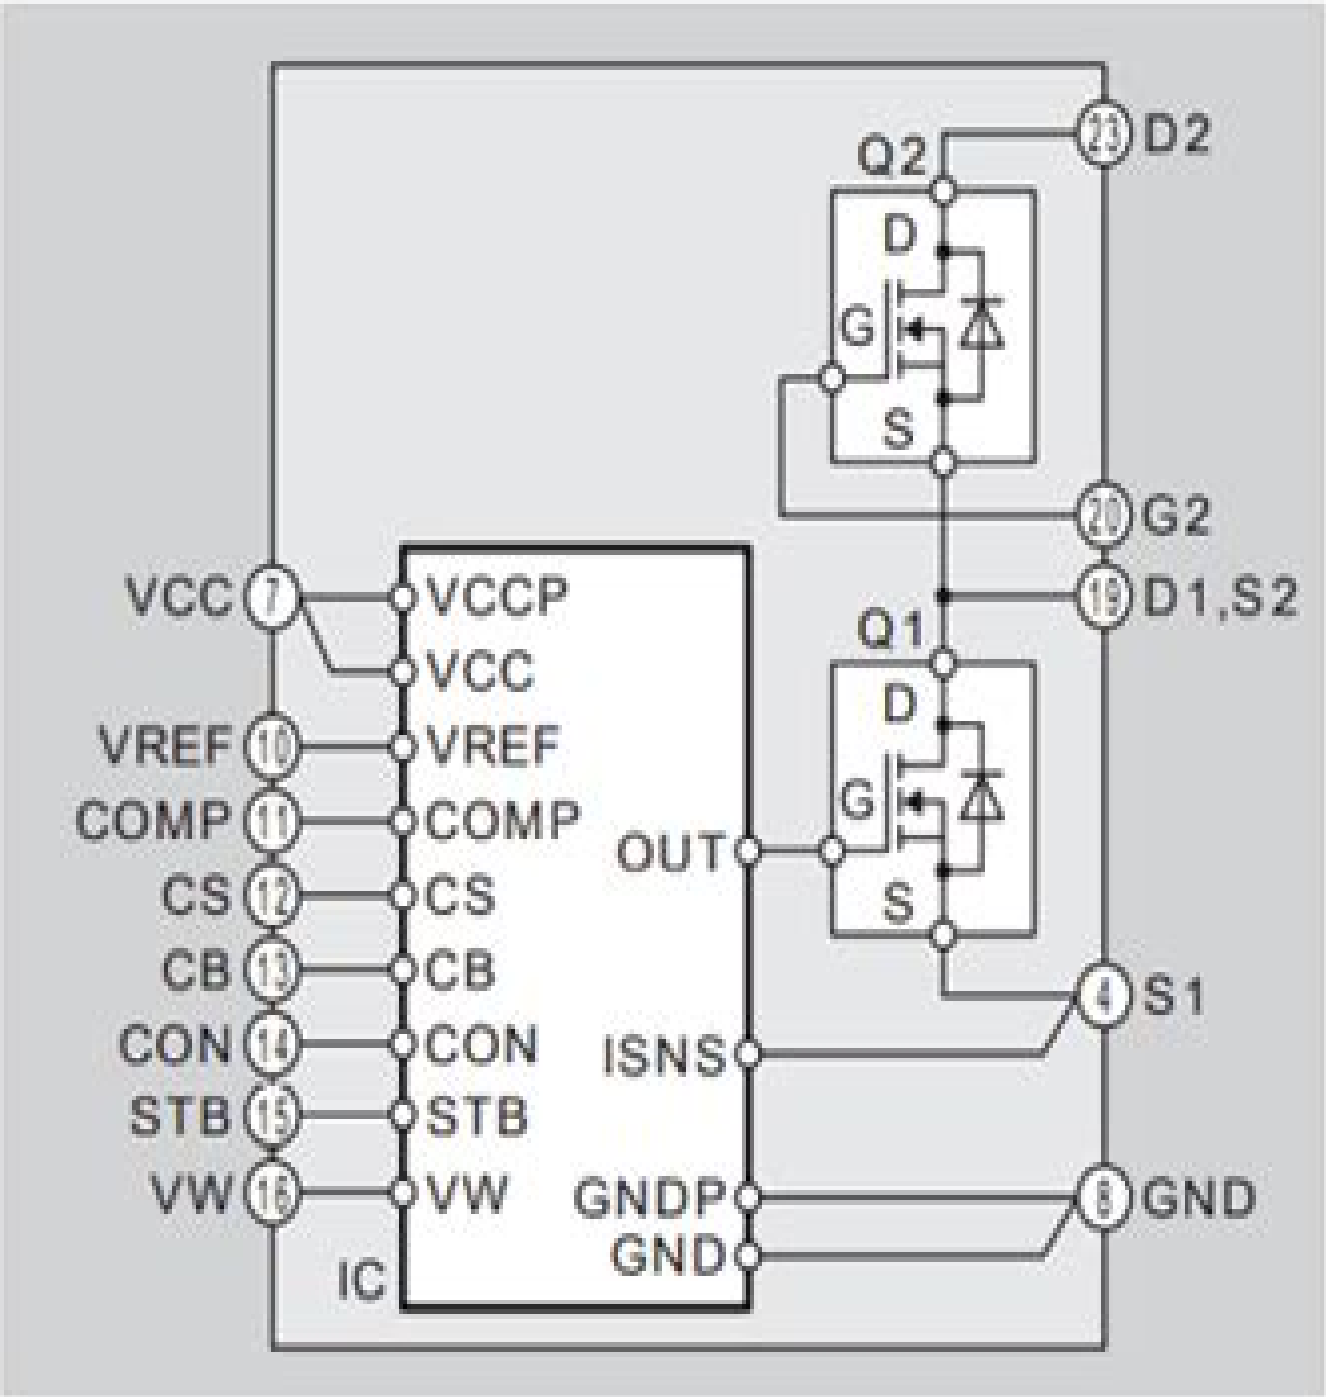 23 D2
Q2
D
G
S
20 G2
VCC 7 VCCP
19 D1,S2
Q1
VCC
D
VREF 10 VREF
G
COMP 11 COMP
OUT
CS 12 CS
S
CB 13 CB
4 S1
CON 14 CON
ISNS
STB 15 STB
VW 16 VW
GNDP 8 GND
GND
IC